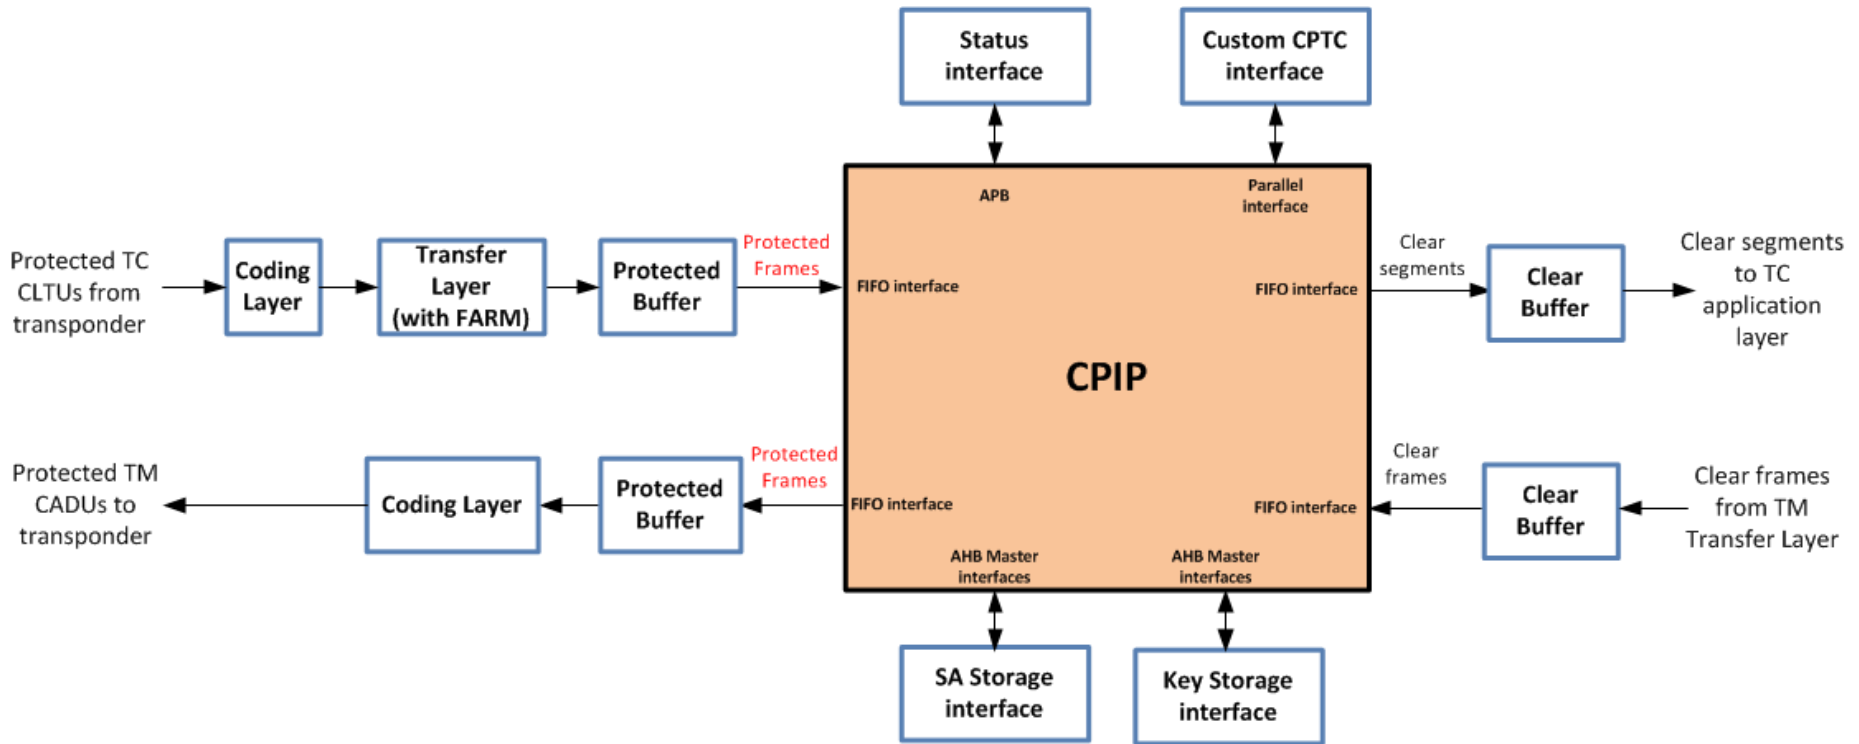 Status
interface
Custom CPTC
interface
APB
Parallel
interface
Protected TC
CLTUs from
transponder
Coding
Layer
Transfer
Layer
(with FARM)
Protected
Buffer
Protected
Frames
FIFO interface
FIFO interface
Clear
segments
Clear
Buffer
Clear segments
to TC
application
layer
CPIP
Protected TM
CADUs to
transponder
Coding Layer
Protected
Buffer
Protected
Frames
FIFO interface
FIFO interface
Clear
frames
Clear
Buffer
Clear frames
from TM
Transfer Layer
AHB Master
interfaces
AHB Master
interfaces
SA Storage
interface
Key Storage
interface